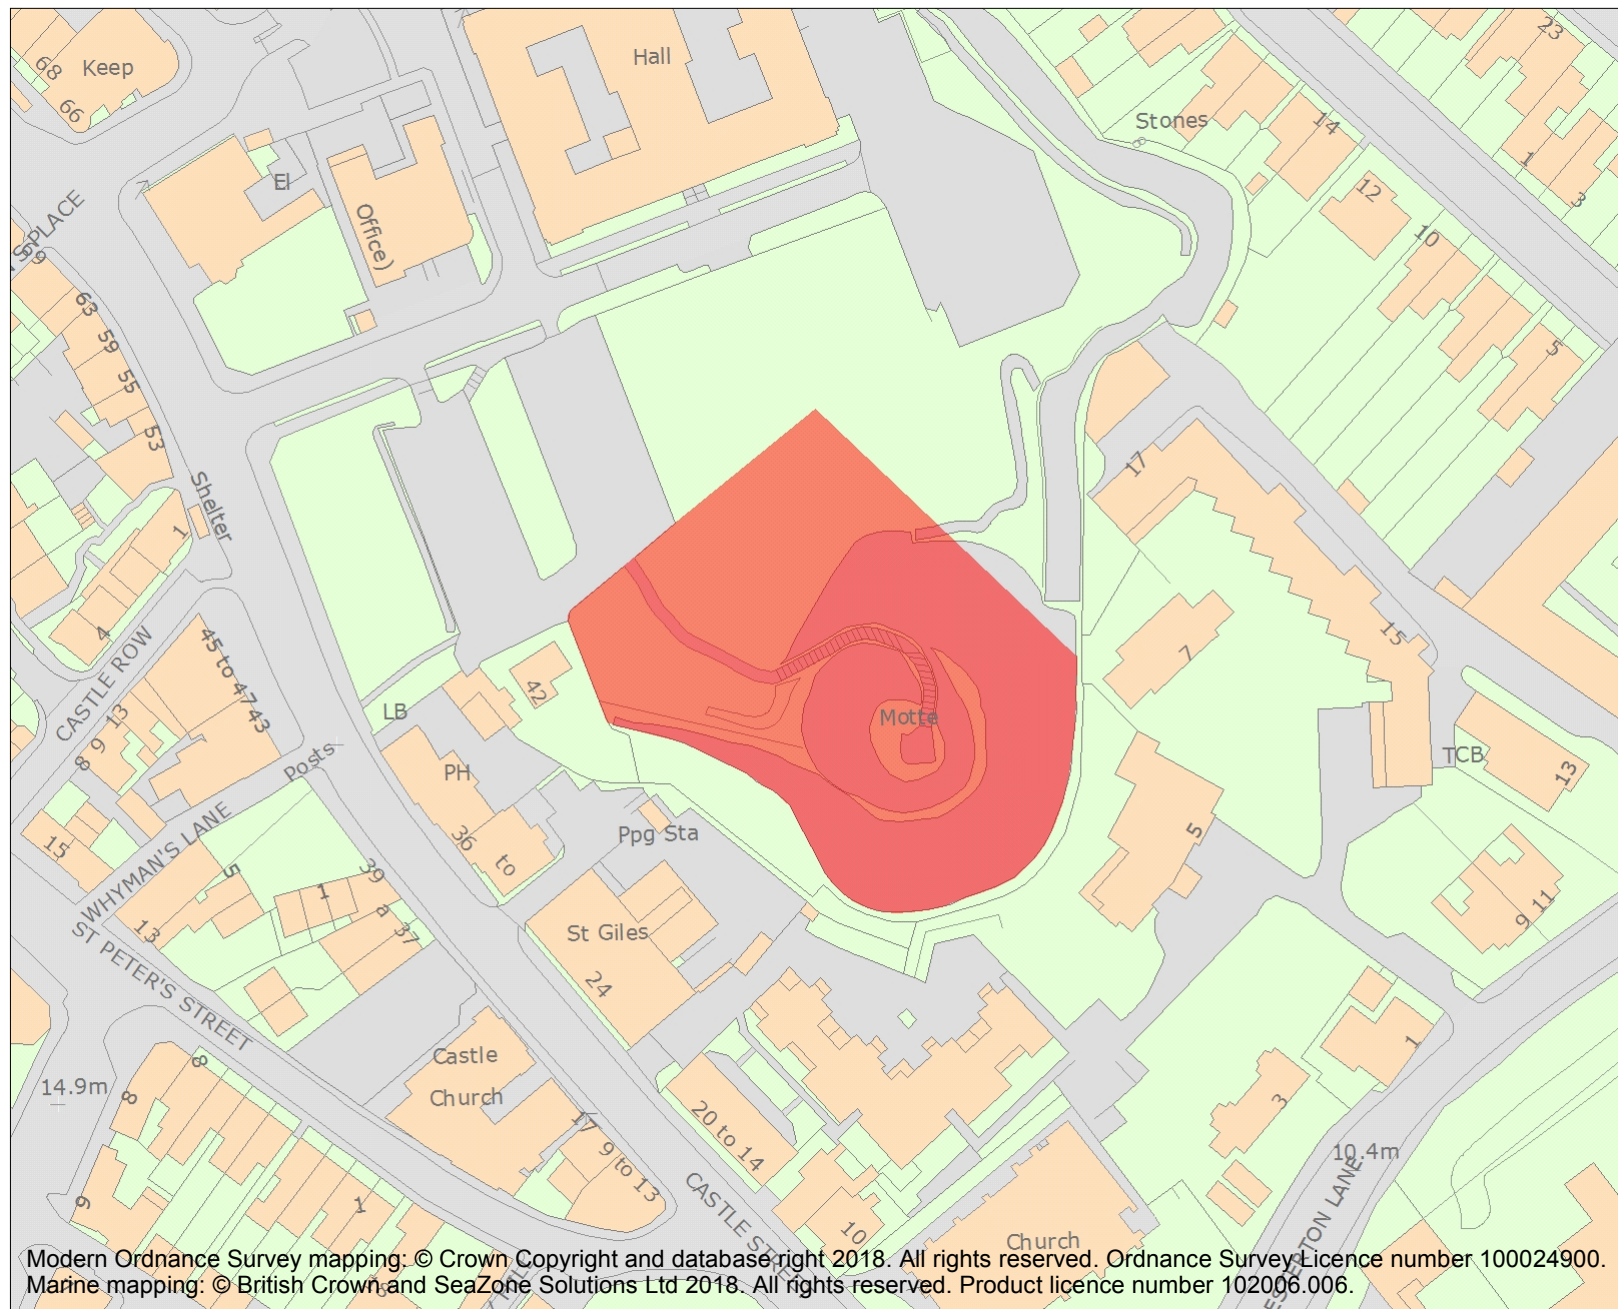 23
Hall
Keep
68
66
Stones
14
1
3
El
12
Office)
10
'S PLACE
69
63
59
55
53
5
17
Shelter
1
4
CASTLE ROW
45 to 47
43
15
7
42
LB
Motte
13
9
8
Posts
PH
TCB
13
36 to
Ppg Sta
5
WHYMAN'S LANE
15
5
39
1
a
37
13
9 11
St Giles
24
ST PETER'S STREET
Castle
Church
8
14.9m
8
1
3
17
9 to 13
20 to 14
10.4m
CASTLE STREET
6
1
10
Church
ESTERTON LANE
Modern Ordnance Survey mapping: © Crown Copyright and database right 2018. All rights reserved. Ordnance Survey Licence number 100024900.
Marine mapping: © British Crown and SeaZone Solutions Ltd 2018. All rights reserved. Product licence number 102006.006.